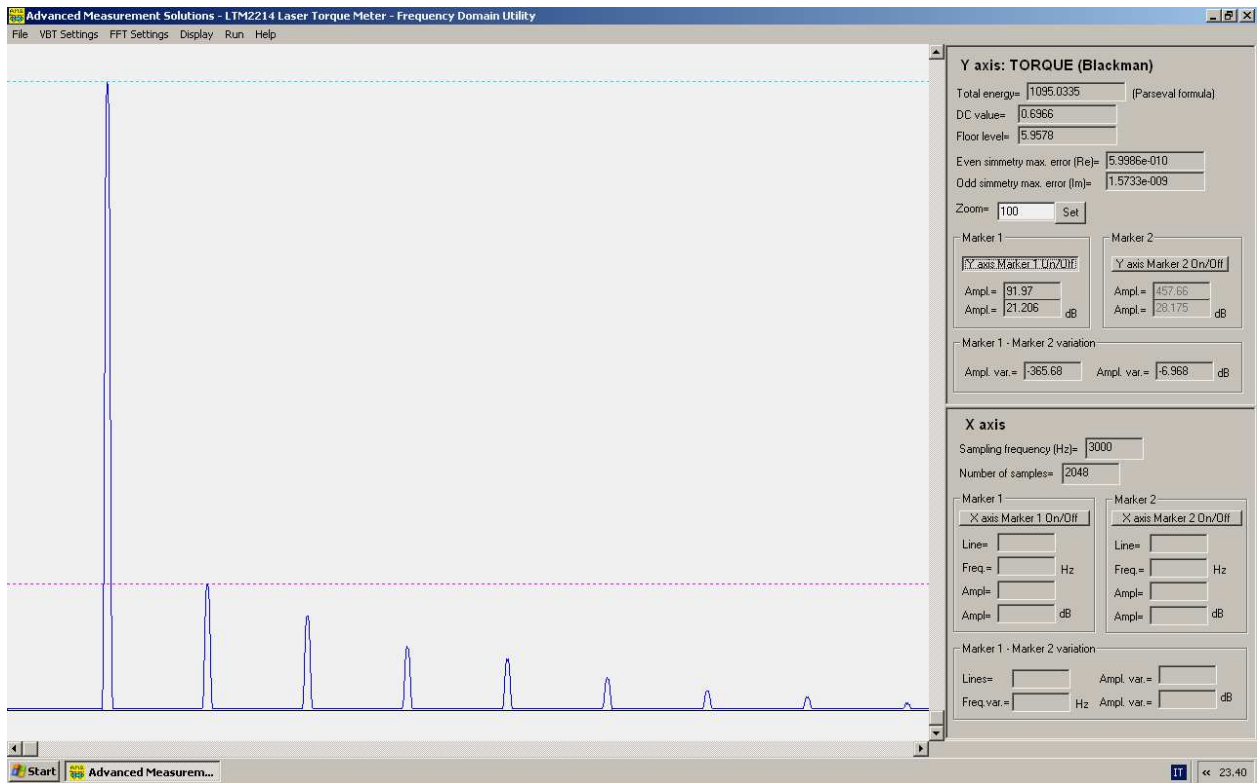 Advanced Measurement Solutions - LTM2214 Laser Torque Meter - Frequency Domain Utility
File VBT Settings FFT Settings Display Run Help
Y axis: TORQUE (Blackman)
Total energy= 1095.0335 (Parseval formula)
DC value= 0.6966
Floor level= 5.9578
Even simmetry max. error (Re)= 5.9986e-010
Odd simmetry max. error (Im)= 1.5733e-009
Zoom= 100 Set
Marker 1
Y axis Marker 1 On/Off
Ampl.= 91.97
Ampl.= 21.206 dB
Marker 2
Y axis Marker 2 On/Off
Ampl.= 457.66
Ampl.= 28.175 dB
Marker 1 - Marker 2 variation
Ampl. var.= -365.68 Ampl. var.= -6.968 dB
X axis
Sampling frequency (Hz)= 3000
Number of samples= 2048
Marker 1
X axis Marker 1 On/Off
Line=
Freq.= Hz
Ampl=
Ampl= dB
Marker 2
X axis Marker 2 On/Off
Line=
Freq.= Hz
Ampl=
Ampl= dB
Marker 1 - Marker 2 variation
Lines= Ampl. var.=
Freq.var.= Hz Ampl. var.= dB
Start Advanced Measurem... IT « 23.40